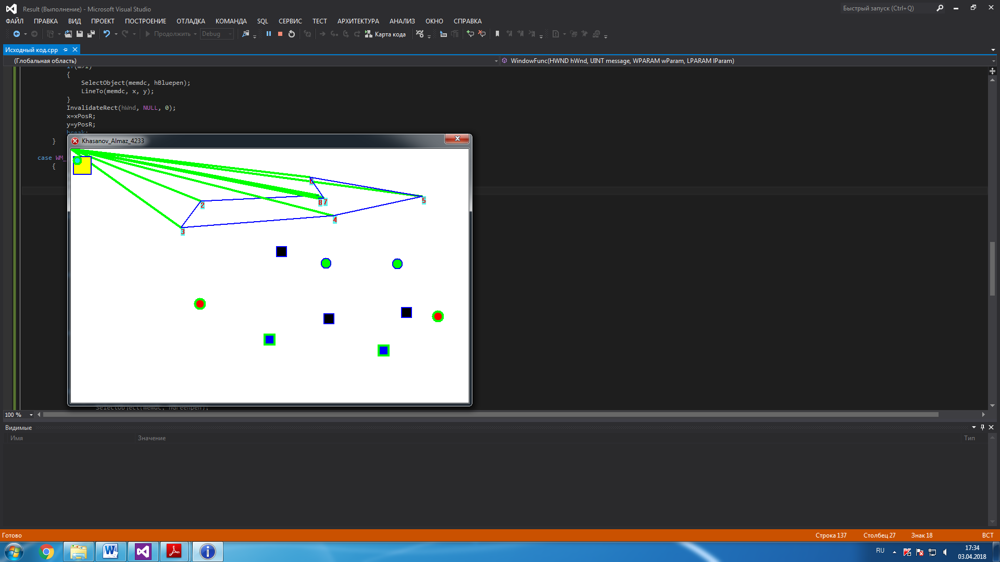 Result (Выполнение) - Microsoft Visual Studio
Быстрый запуск (Ctrl+Q)
ФАЙЛ ПРАВКА ВИД ПРОЕКТ ПОСТРОЕНИЕ ОТЛАДКА КОМАНДА SQL СЕРВИС ТЕСТ АРХИТЕКТУРА АНАЛИЗ ОКНО СПРАВКА
Продолжить Debug Карта кода
Исходный код.cpp
(Глобальная область) WindowFunc(HWND hWnd, UINT message, WPARAM wParam, LPARAM lParam)
if(m>1)
{
SelectObject(memdc, hBluepen);
LineTo(memdc, x, y);
}
InvalidateRect(hWnd, NULL, 0);
x=xPosR;
y=yPosR;
break;
}
case WM_
{
Khasanov_Almaz_4233
6
5
8 7
2
4
3
SelectObject(memdc, hGreenpen);
100 %
Видимые
Имя Значение Тип
Готово Строка 137 Столбец 27 Знак 18 ВСТ
RU 17:34
03.04.2018